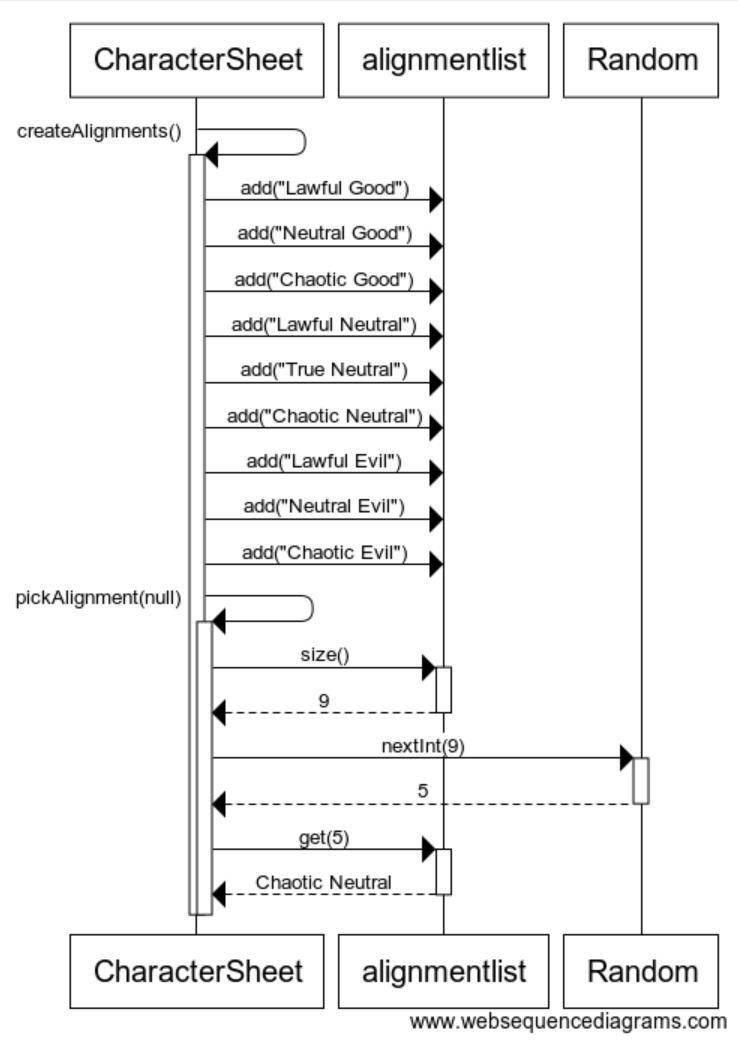 CharacterSheet alignmentlist Random
createAlignments()
add("Lawful Good")
add("Neutral Good")
add("Chaotic Good")
add("Lawful Neutral")
add("True Neutral")
add("Chaotic Neutral")
add("Lawful Evil")
add("Neutral Evil")
add("Chaotic Evil")
pickAlignment(null)
size()
9
nextInt(9)
5
get(5)
Chaotic Neutral
CharacterSheet alignmentlist Random
www.websequencediagrams.com